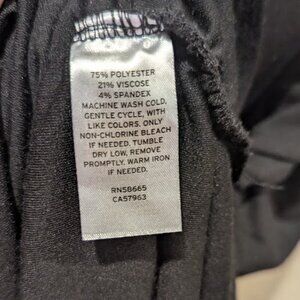 75% POLYESTER
21% VISCOSE
4% SPANDEX
MACHINE WASH COLD,
GENTLE CYCLE, WITH
LIKE COLORS. ONLY
NON-CHLORINE BLEACH
IF NEEDED. TUMBLE
DRY LOW, REMOVE
PROMPTLY. WARM IRON
IF NEEDED.
RN58665
CA57963